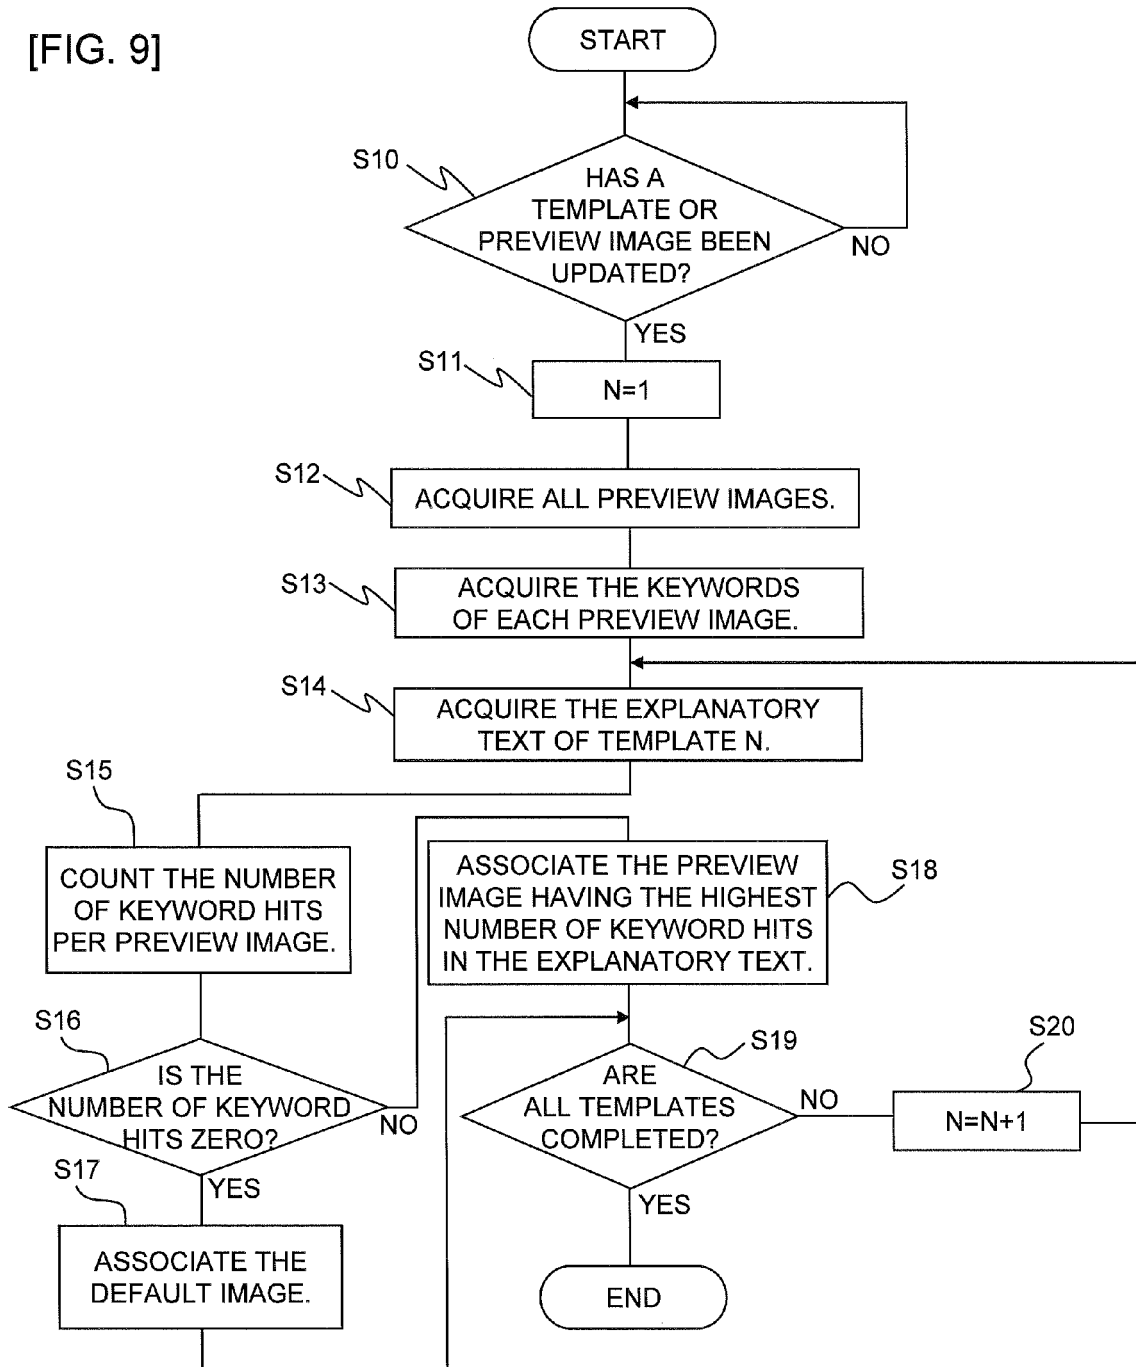 [FIG. 9]
START
S10
HAS A
TEMPLATE OR
PREVIEW IMAGE BEEN
UPDATED?
NO
YES
S11
N=1
S12
ACQUIRE ALL PREVIEW IMAGES.
S13
ACQUIRE THE KEYWORDS
OF EACH PREVIEW IMAGE.
S14
ACQUIRE THE EXPLANATORY
TEXT OF TEMPLATE N.
S15
COUNT THE NUMBER
OF KEYWORD HITS
PER PREVIEW IMAGE.
S16
IS THE
NUMBER OF KEYWORD
HITS ZERO?
NO
YES
S17
ASSOCIATE THE
DEFAULT IMAGE.
S18
ASSOCIATE THE PREVIEW
IMAGE HAVING THE HIGHEST
NUMBER OF KEYWORD HITS
IN THE EXPLANATORY TEXT.
S19
ARE
ALL TEMPLATES
COMPLETED?
NO
YES
S20
N=N+1
END